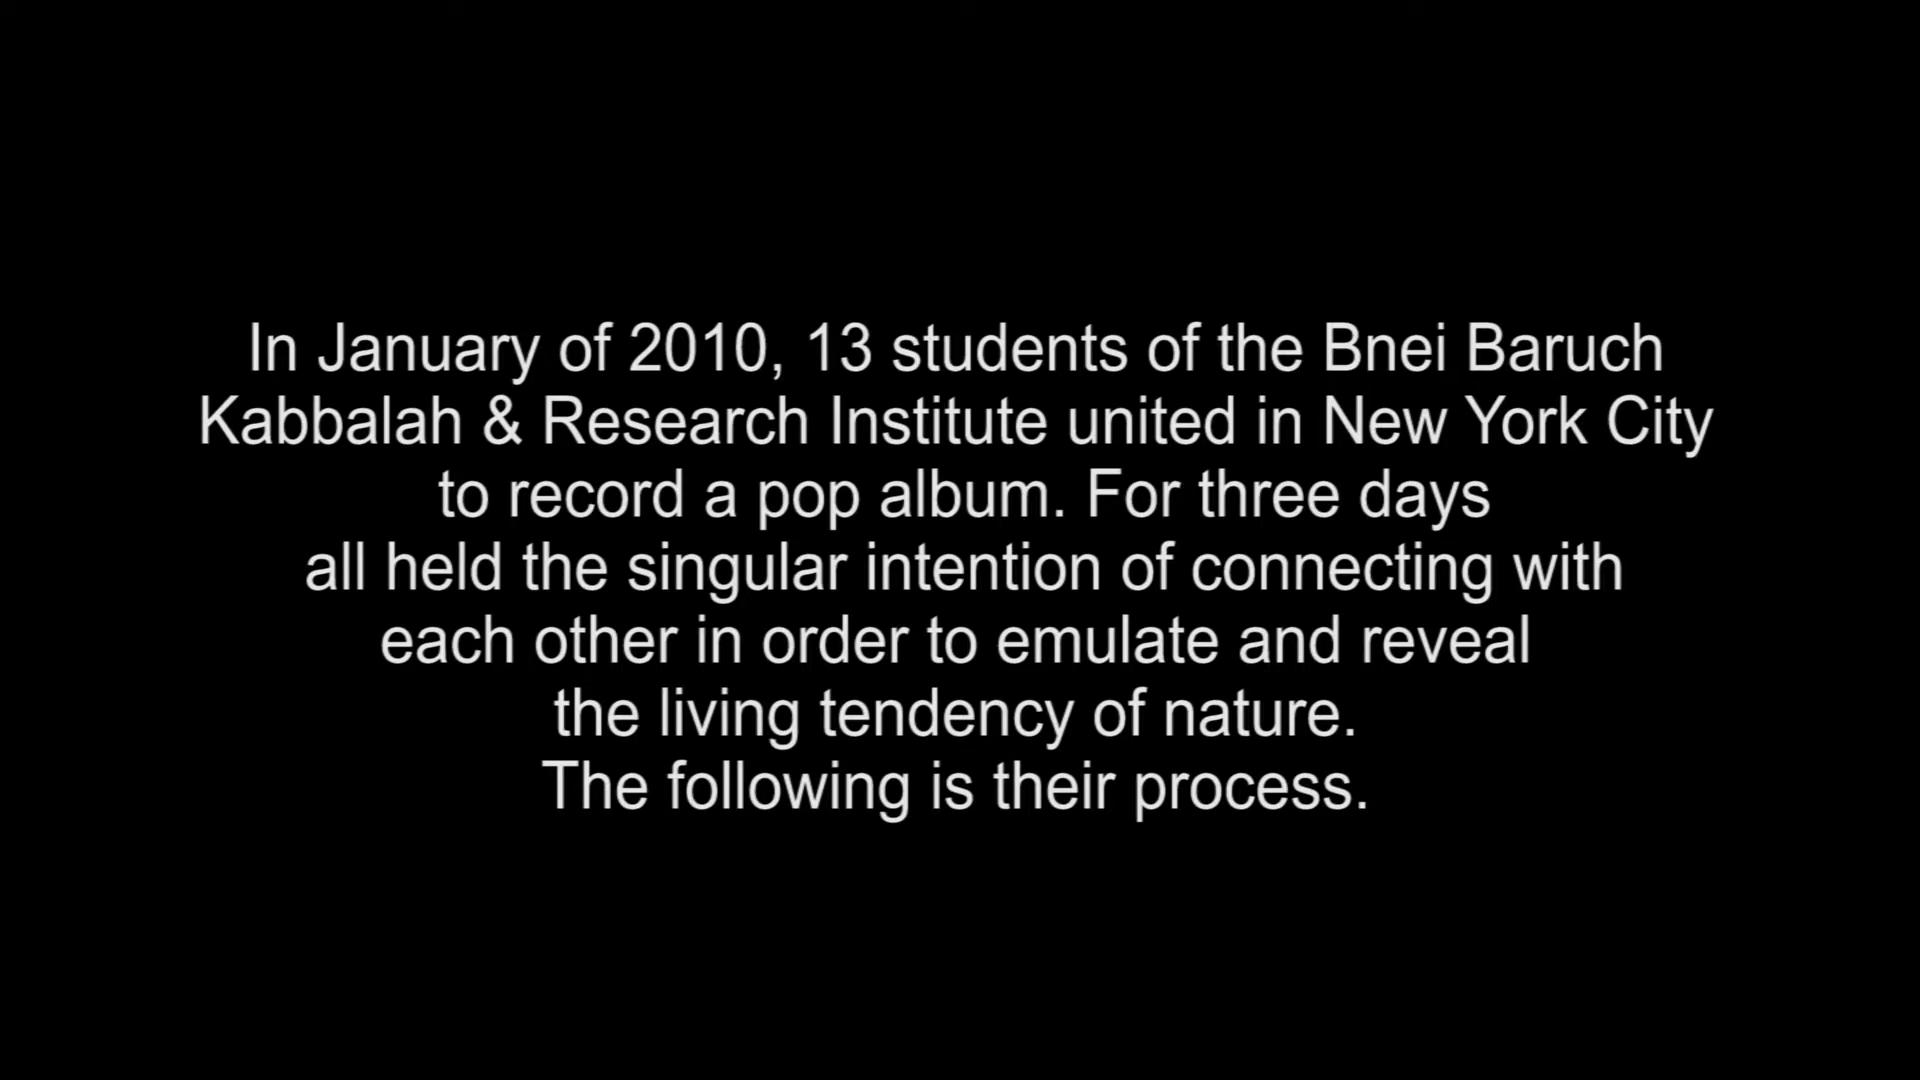 In January of 2010, 13 students of the Bnei Baruch
Kabbalah & Research Institute united in New York City
to record a pop album. For three days
all held the singular intention of connecting with
each other in order to emulate and reveal
the living tendency of nature.
The following is their process.